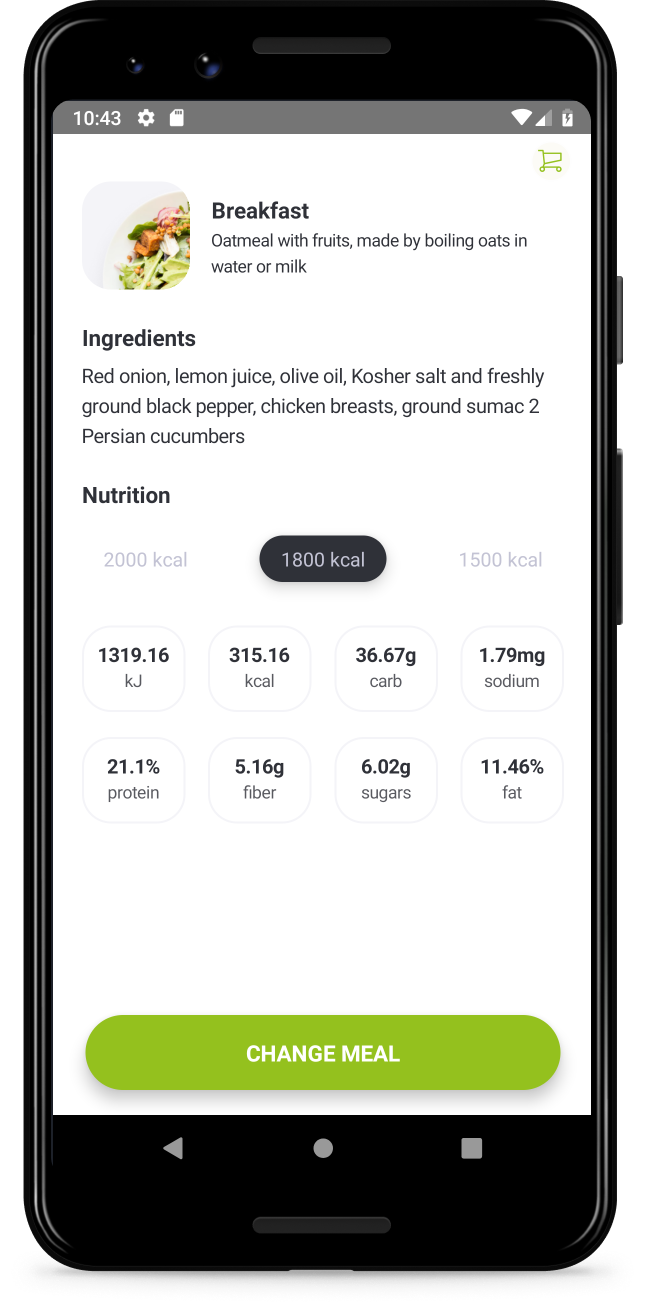 10:43
Breakfast
Oatmeal with fruits, made by boiling oats in
water or milk
Ingredients
Red onion, lemon juice, olive oil, Kosher salt and freshly
ground black pepper, chicken breasts, ground sumac 2
Persian cucumbers
Nutrition
2000 kcal 1800 kcal 1500 kcal
1319.16 315.16 36.67g 1.79mg
kJ kcal carb sodium
21.1% 5.16g 6.02g 11.46%
protein fiber sugars fat
CHANGE MEAL